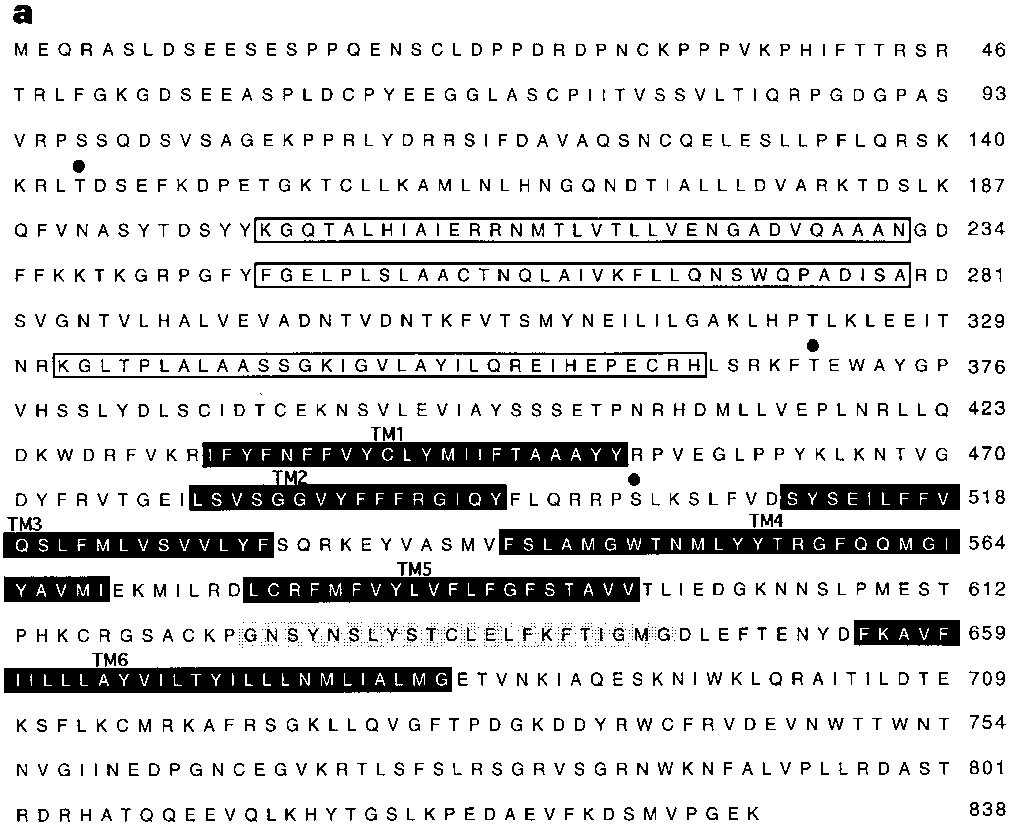 a
M E Q R A S L D S E E S E S P P Q E N S C L D P P D R D P N C K P P P V K P H I F T T R S R 46
T R L F G K G D S E E A S P L D C P Y E E G G L A S C P I I T V S S V L T I Q R P G D G P A S 93
V R P S S Q D S V S A G E K P P R L Y D R R S I F D A V A Q S N C Q E L E S L L P F L Q R S K 140
K R L T D S E F K D P E T G K T C L L K A M L N L H N G Q N D T I A L L L D V A R K T D S L K 187
Q F V N A S Y T D S Y Y K G Q T A L H I A I E R R N M T L V T L L V E N G A D V Q A A A N G D 234
F F K K T K G R P G F Y F G E L P L S L A A C T N Q L A I V K F L L Q N S W Q P A D I S A R D 281
S V G N T V L H A L V E V A D N T V D N T K F V T S M Y N E I L I L G A K L H P T L K L E E I T 329
N R K G L T P L A L A A S S G K I G V L A Y I L Q R E I H E P E C R H L S R K F T E W A Y G P 376
V H S S L Y D L S C I D T C E K N S V L E V I A Y S S S E T P N R H D M L L V E P L N R L L Q 423
TM1
D K W D R F V K R I F Y F N F F V Y C L Y M I I F T A A A Y Y R P V E G L P P Y K L K N T V G 470
TM2
D Y F R V T G E I L S V S G G V Y F F F R G I Q Y F L Q R R P S L K S L F V D S Y S E I L F F V 518
TM3 TM4
Q S L F M L V S V V L Y F S Q R K E Y V A S M V F S L A M G W T N M L Y Y T R G F Q Q M G I 564
TM5
Y A V M I E K M I L R D L C R F M F V Y L V F L F G F S T A V V T L I E D G K N N S L P M E S T 612
P H K C R G S A C K P G N S Y N S L Y S T C L E L F K F T I G M G D L E F T E N Y D F K A V F 659
TM6
I I L L L A Y V I L T Y I L L L N M L I A L M G E T V N K I A Q E S K N I W K L Q R A I T I L D T E 709
K S F L K C M R K A F R S G K L L Q V G F T P D G K D D Y R W C F R V D E V N W T T W N T 754
N V G I I N E D P G N C E G V K R T L S F S L R S G R V S G R N W K N F A L V P L L R D A S T 801
R D R H A T Q Q E E V Q L K H Y T G S L K P E D A E V F K D S M V P G E K 838